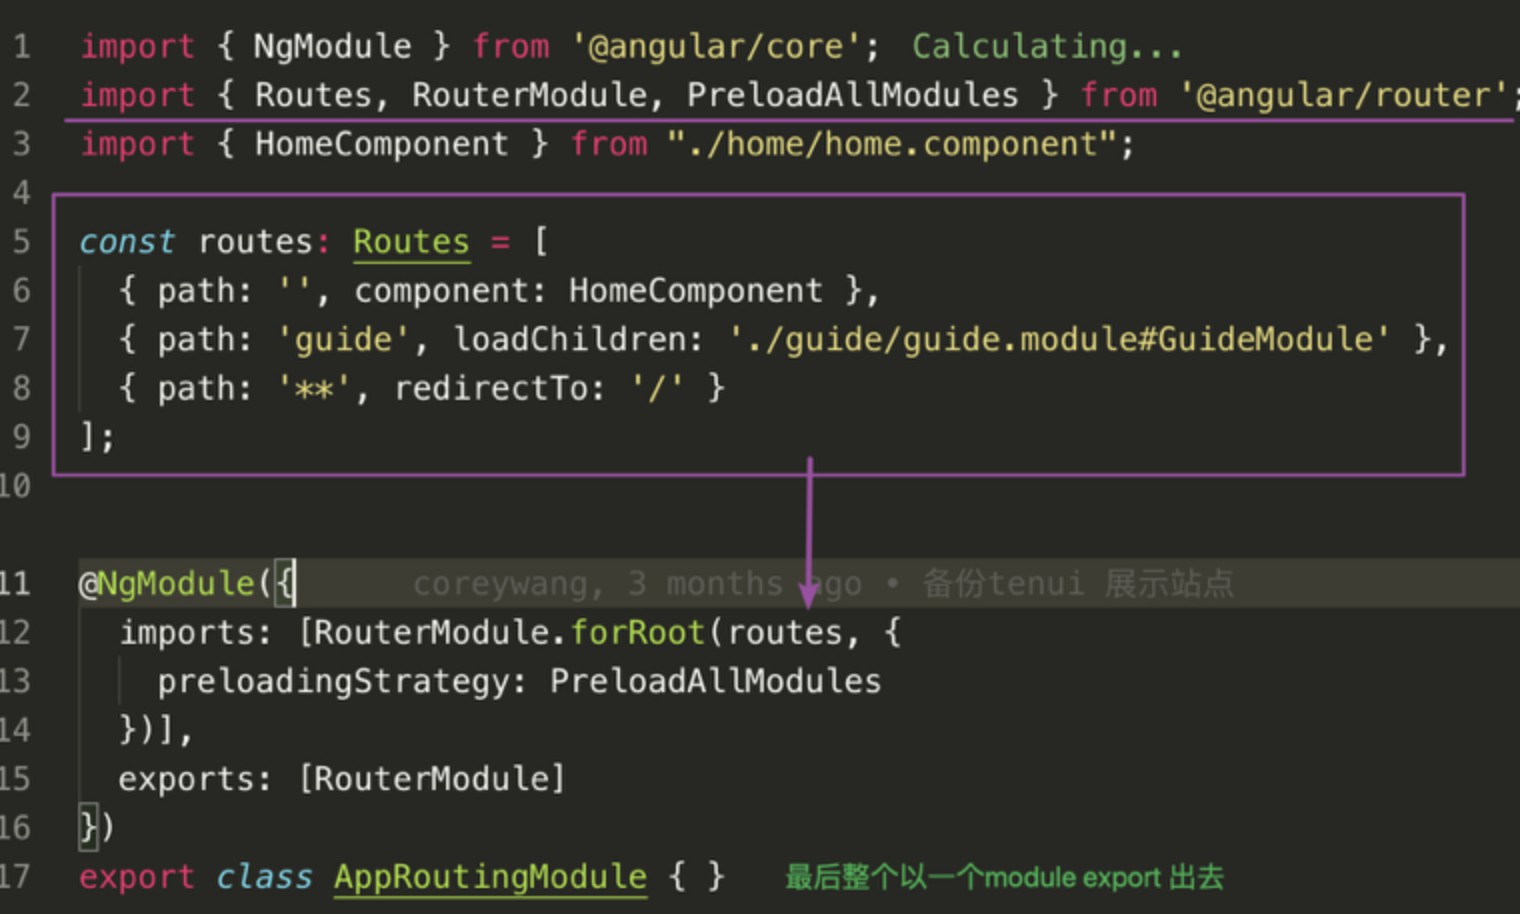 1 import { NgModule } from '@angular/core'; Calculating...
2 import { Routes, RouterModule, PreloadAllModules } from '@angular/router';
3 import { HomeComponent } from "./home/home.component";
4
5 const routes: Routes = [
6 { path: '', component: HomeComponent },
7 { path: 'guide', loadChildren: './guide/guide.module#GuideModule' },
8 { path: '**', redirectTo: '/' }
9 ];
10
11 @NgModule({ coreywang, 3 months ago • 备份tenui 展示站点
12 imports: [RouterModule.forRoot(routes, {
13 preloadingStrategy: PreloadAllModules
14 })],
15 exports: [RouterModule]
16 })
17 export class AppRoutingModule { } 最后整个以一个module export 出去